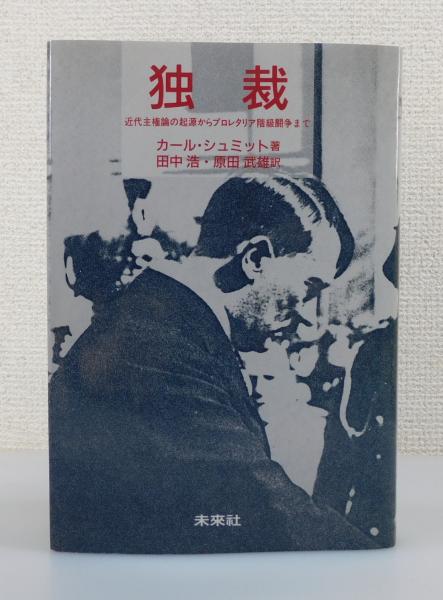 独裁
近代主権論の起源からプロレタリア階級闘争まで
カール・シュミット著
田中 浩・原田 武雄訳
未來社